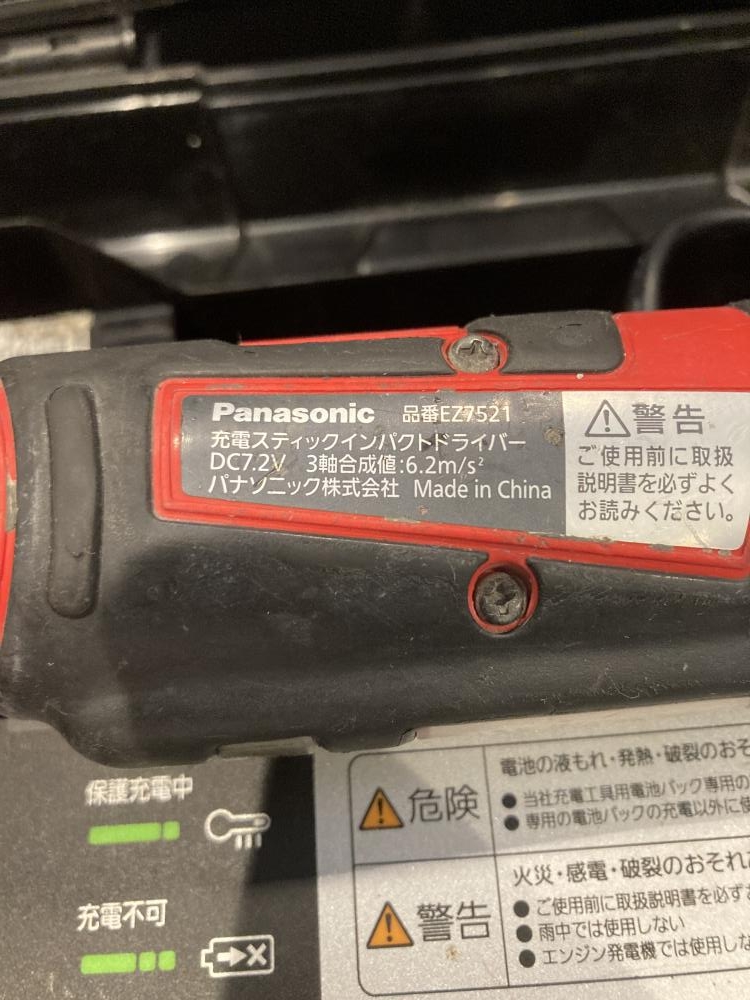 Panasonic 品番EZ7521
充電スティックインパクトドライバー
DC7.2V 3軸合成値:6.2m/s²
パナソニック株式会社 Made in China
警告
ご使用前に取扱
説明書を必ずよく
お読みください。
保護充電中
充電不可
危険
電池の液もれ・発熱・破裂のおそ
● 当社充電工具用電池パック専用の
● 専用の電池パックの充電以外に使
警告
火災・感電・破裂のおそれ
● ご使用前に取扱説明書を必ず
● 雨中では使用しない
● エンジン発電機では使用しな